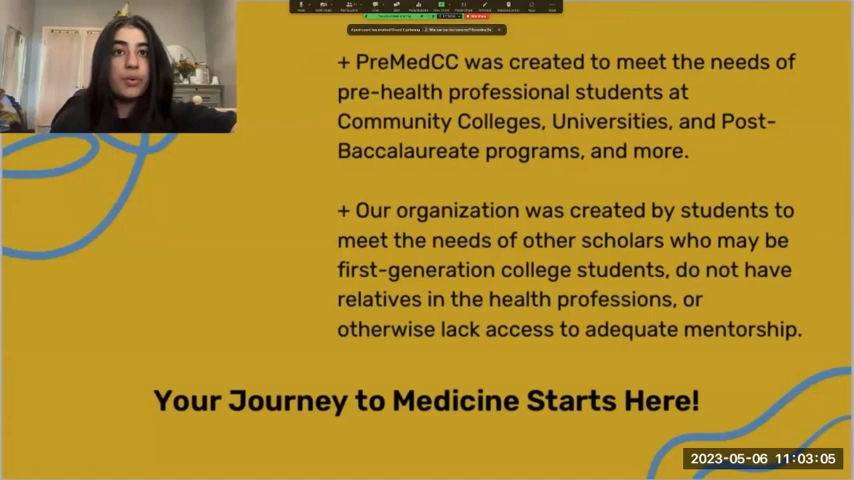 + PreMedCC was created to meet the needs of
pre-health professional students at
Community Colleges, Universities, and Post-
Baccalaureate programs, and more.
+ Our organization was created by students to
meet the needs of other scholars who may be
first-generation college students, do not have
relatives in the health professions, or
otherwise lack access to adequate mentorship.
Your Journey to Medicine Starts Here!
2023-05-06 11:03:05